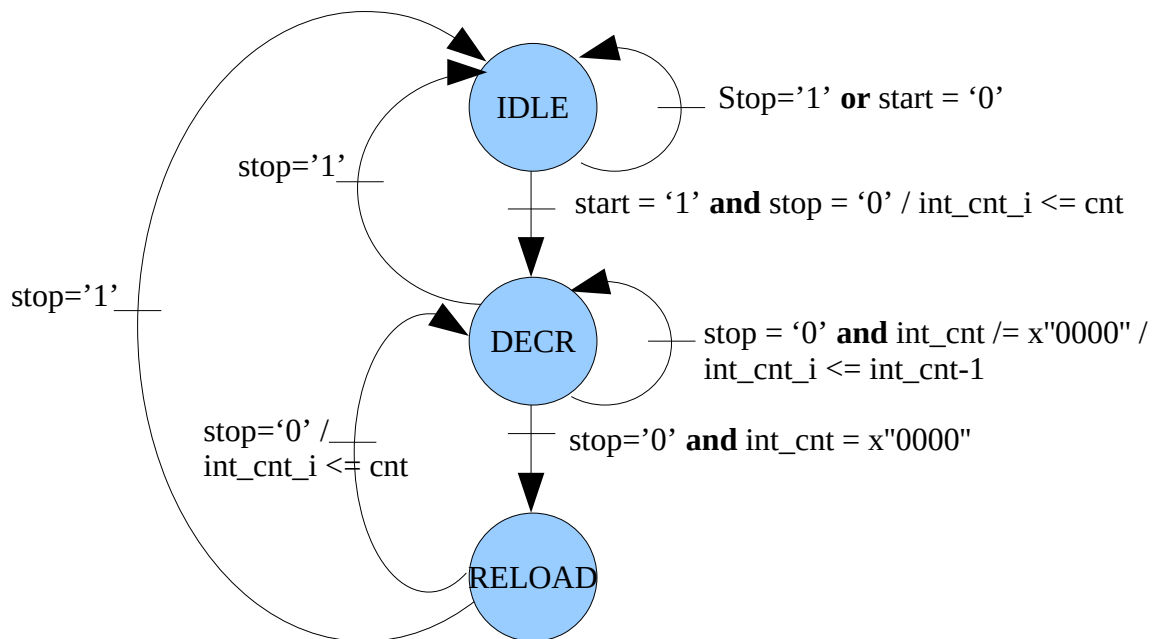 IDLE
Stop=’1’ or start = ‘0’
stop=’1’
start = ‘1’ and stop = ‘0’ / int_cnt_i <= cnt
stop=’1’
DECR
stop = ‘0’ and int_cnt /= x"0000" /
int_cnt_i <= int_cnt-1
stop=‘0’ /
int_cnt_i <= cnt
stop=’0’ and int_cnt = x"0000"
RELOAD